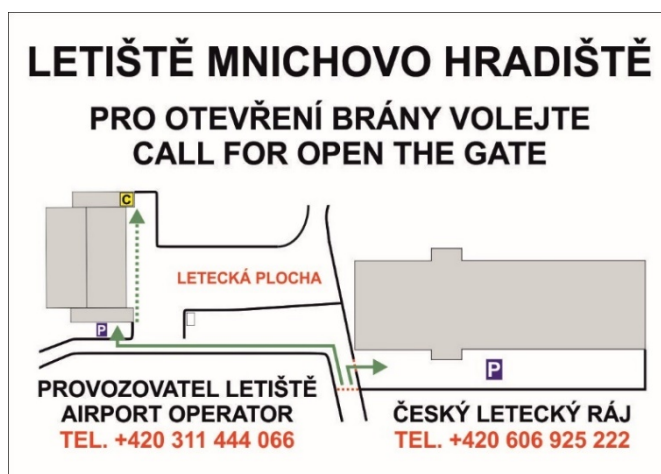 LETIŠTĚ MNICHOVO HRADIŠTĚ
PRO OTEVŘENÍ BRÁNY VOLEJTE
CALL FOR OPEN THE GATE
C
LETECKÁ PLOCHA
P
P
PROVOZOVATEL LETIŠTĚ
AIRPORT OPERATOR
TEL. +420 311 444 066
ČESKÝ LETECKÝ RÁJ
TEL. +420 606 925 222